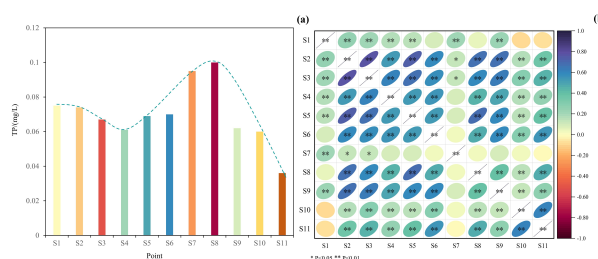 0.12
0.1
0.08
0.06
0.04
0.02
0
TP(mg/L)
S1 S2 S3 S4 S5 S6 S7 S8 S9 S10 S11
Point
(a)
S1
S2
S3
S4
S5
S6
S7
S8
S9
S10
S11
S1 S2 S3 S4 S5 S6 S7 S8 S9 S10 S11
1.0
0.80
0.60
0.40
0.20
0.0
-0.20
-0.40
-0.60
-0.80
-1.0
* P≤0.05 ** P≤0.01
(